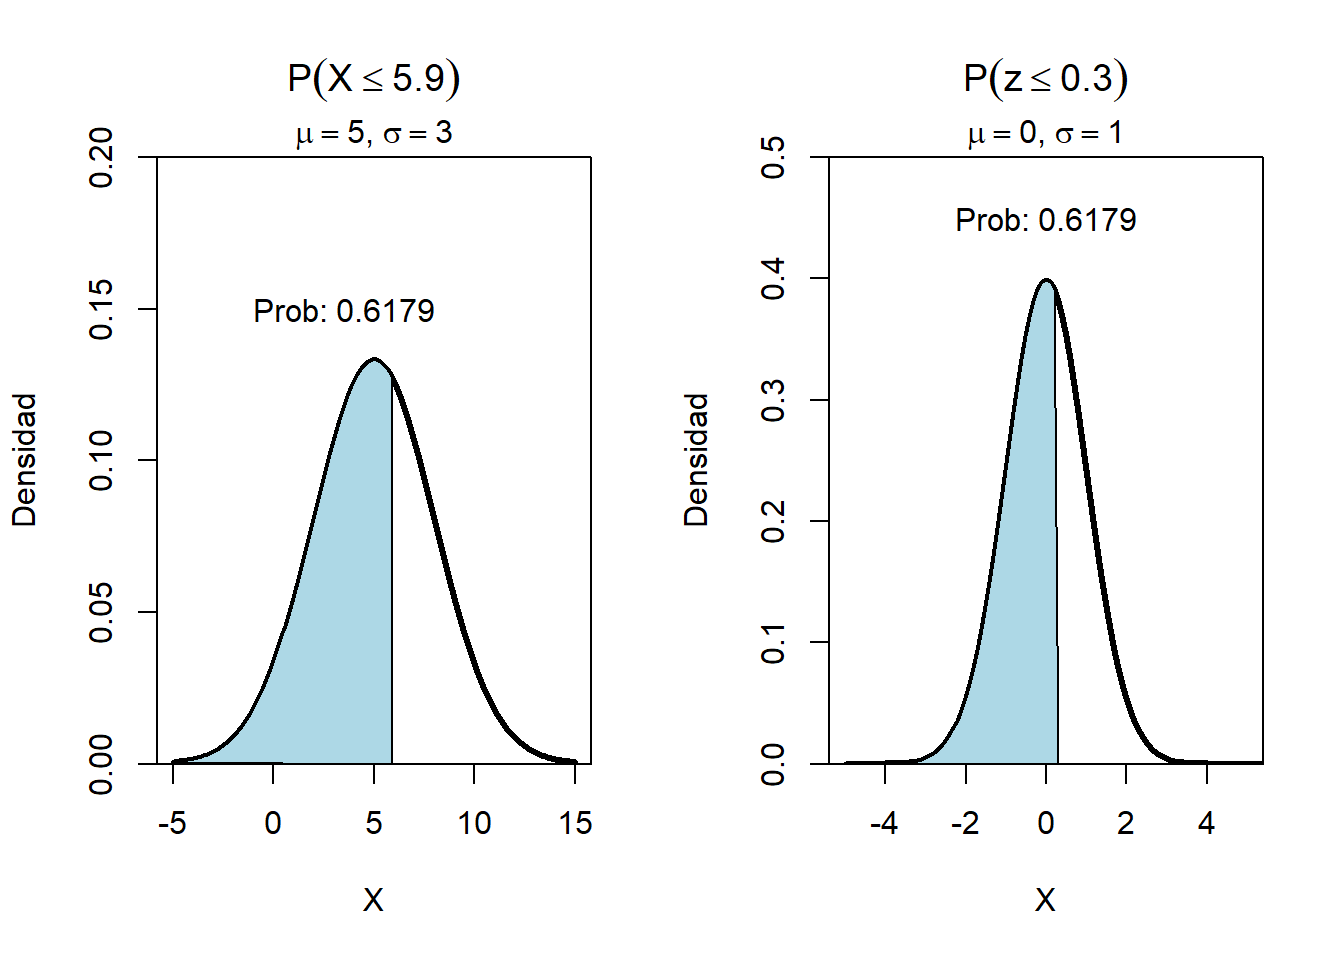 P(X ≤ 5.9)
μ = 5, σ = 3
Prob: 0.6179
Densidad
0.20
0.15
0.10
0.05
0.00
-5 0 5 10 15
X
P(z ≤ 0.3)
μ = 0, σ = 1
Prob: 0.6179
Densidad
0.5
0.4
0.3
0.2
0.1
0.0
-4 -2 0 2 4
X